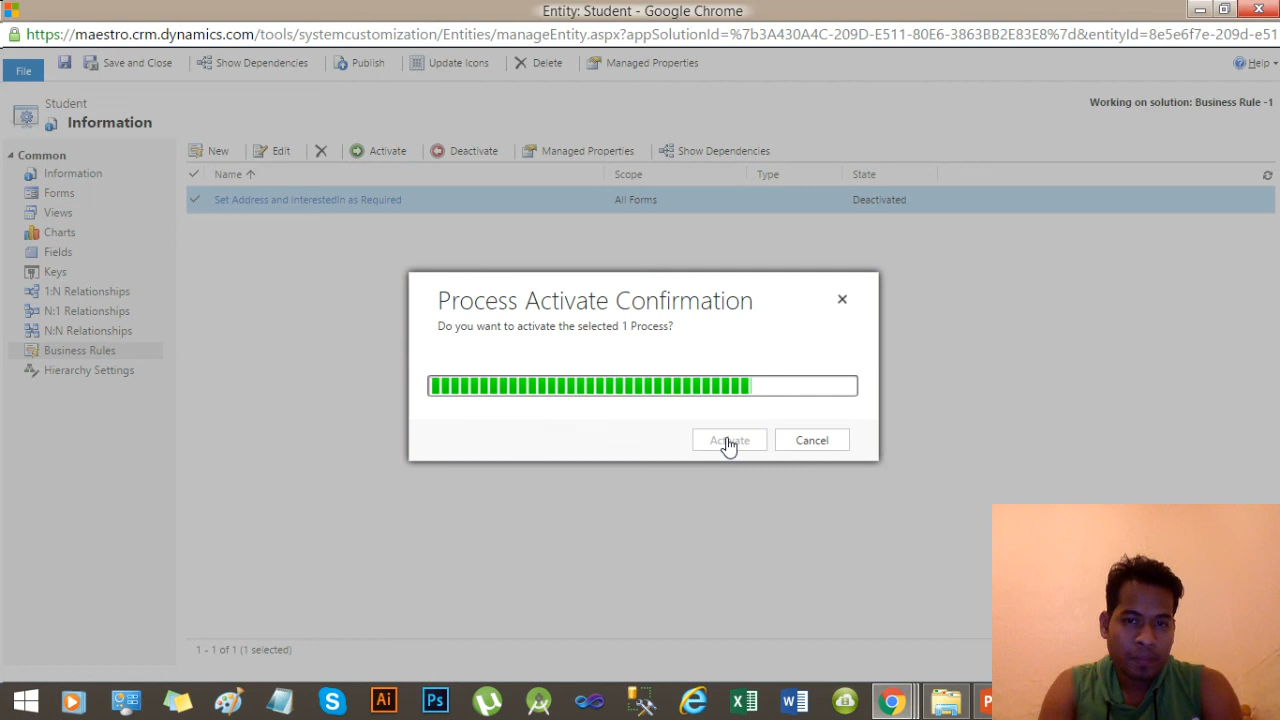 Entity: Student - Google Chrome
https://maestro.crm.dynamics.com/tools/systemcustomization/Entities/manageEntity.aspx?appSolutionId=%7b3A430A4C-209D-E511-80E6-3863BB2E83E8%7d&entityId=8e5e6f7e-209d-e51
File
Save and Close
Show Dependencies
Publish
Update Icons
Delete
Managed Properties
Help
Student
Information
Working on solution: Business Rule -1
Common
Information
Forms
Views
Charts
Fields
Keys
1:N Relationships
N:1 Relationships
N:N Relationships
Business Rules
Hierarchy Settings
New
Edit
Activate
Deactivate
Managed Properties
Show Dependencies
Name
Scope
Type
State
Set Address and InterestedIn as Required
All Forms
Deactivated
Process Activate Confirmation
Do you want to activate the selected 1 Process?
Activate
Cancel
1 - 1 of 1 (1 selected)
Ai
Ps